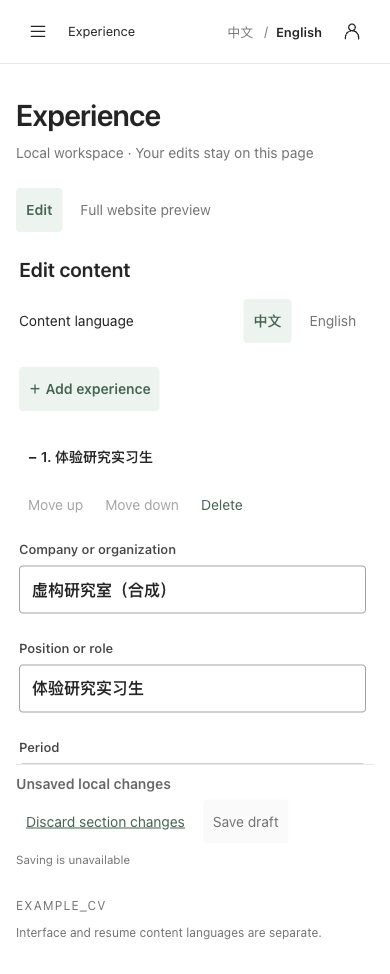 Experience
中文 / English
Experience
Local workspace · Your edits stay on this page
Edit
Full website preview
Edit content
Content language
中文
English
+ Add experience
– 1. 体验研究实习生
Move up
Move down
Delete
Company or organization
虚构研究室（合成）
Position or role
体验研究实习生
Period
Unsaved local changes
Discard section changes
Save draft
Saving is unavailable
EXAMPLE_CV
Interface and resume content languages are separate.